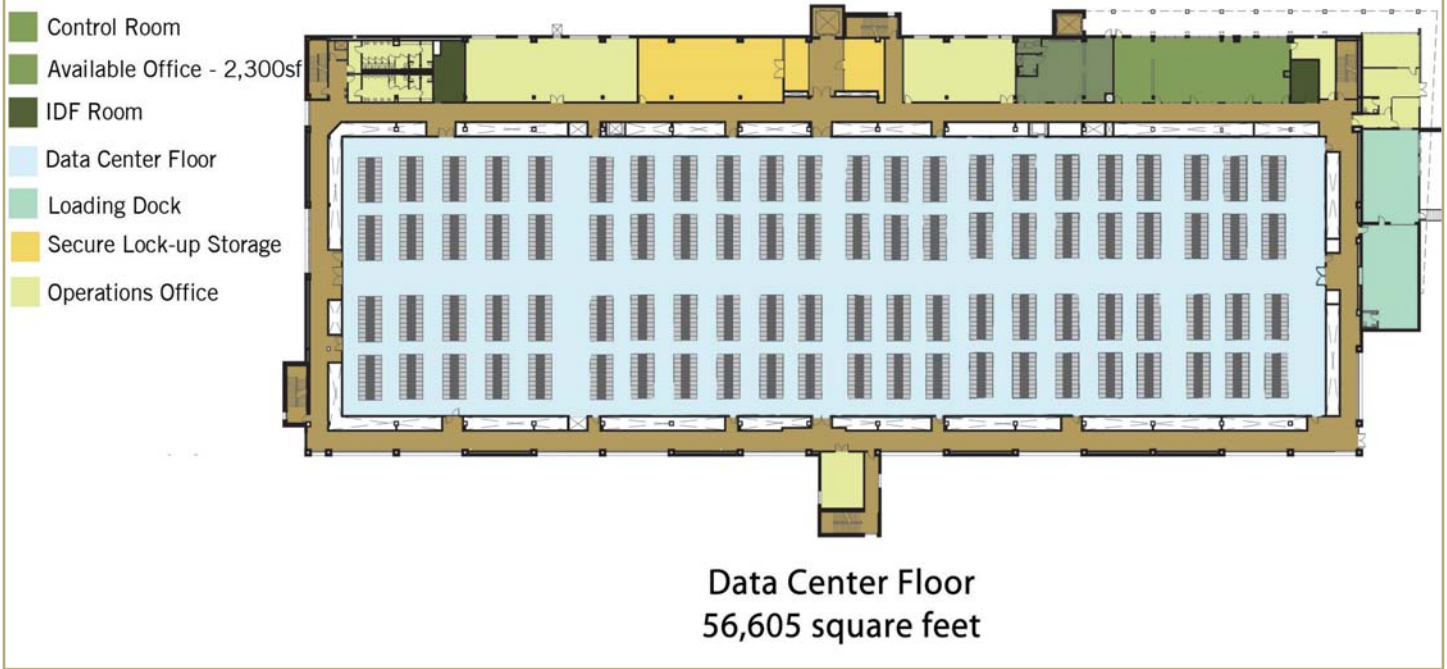 Control Room
Available Office - 2,300sf
IDF Room
Data Center Floor
Loading Dock
Secure Lock-up Storage
Operations Office
Data Center Floor
56,605 square feet